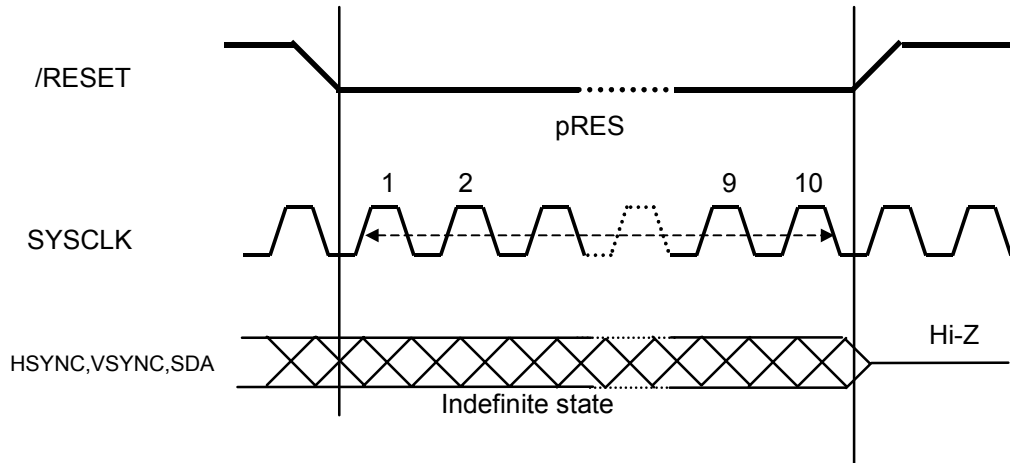 /RESET
pRES
1 2 9 10
SYSCLK
Hi-Z
HSYNC,VSYNC,SDA
Indefinite state